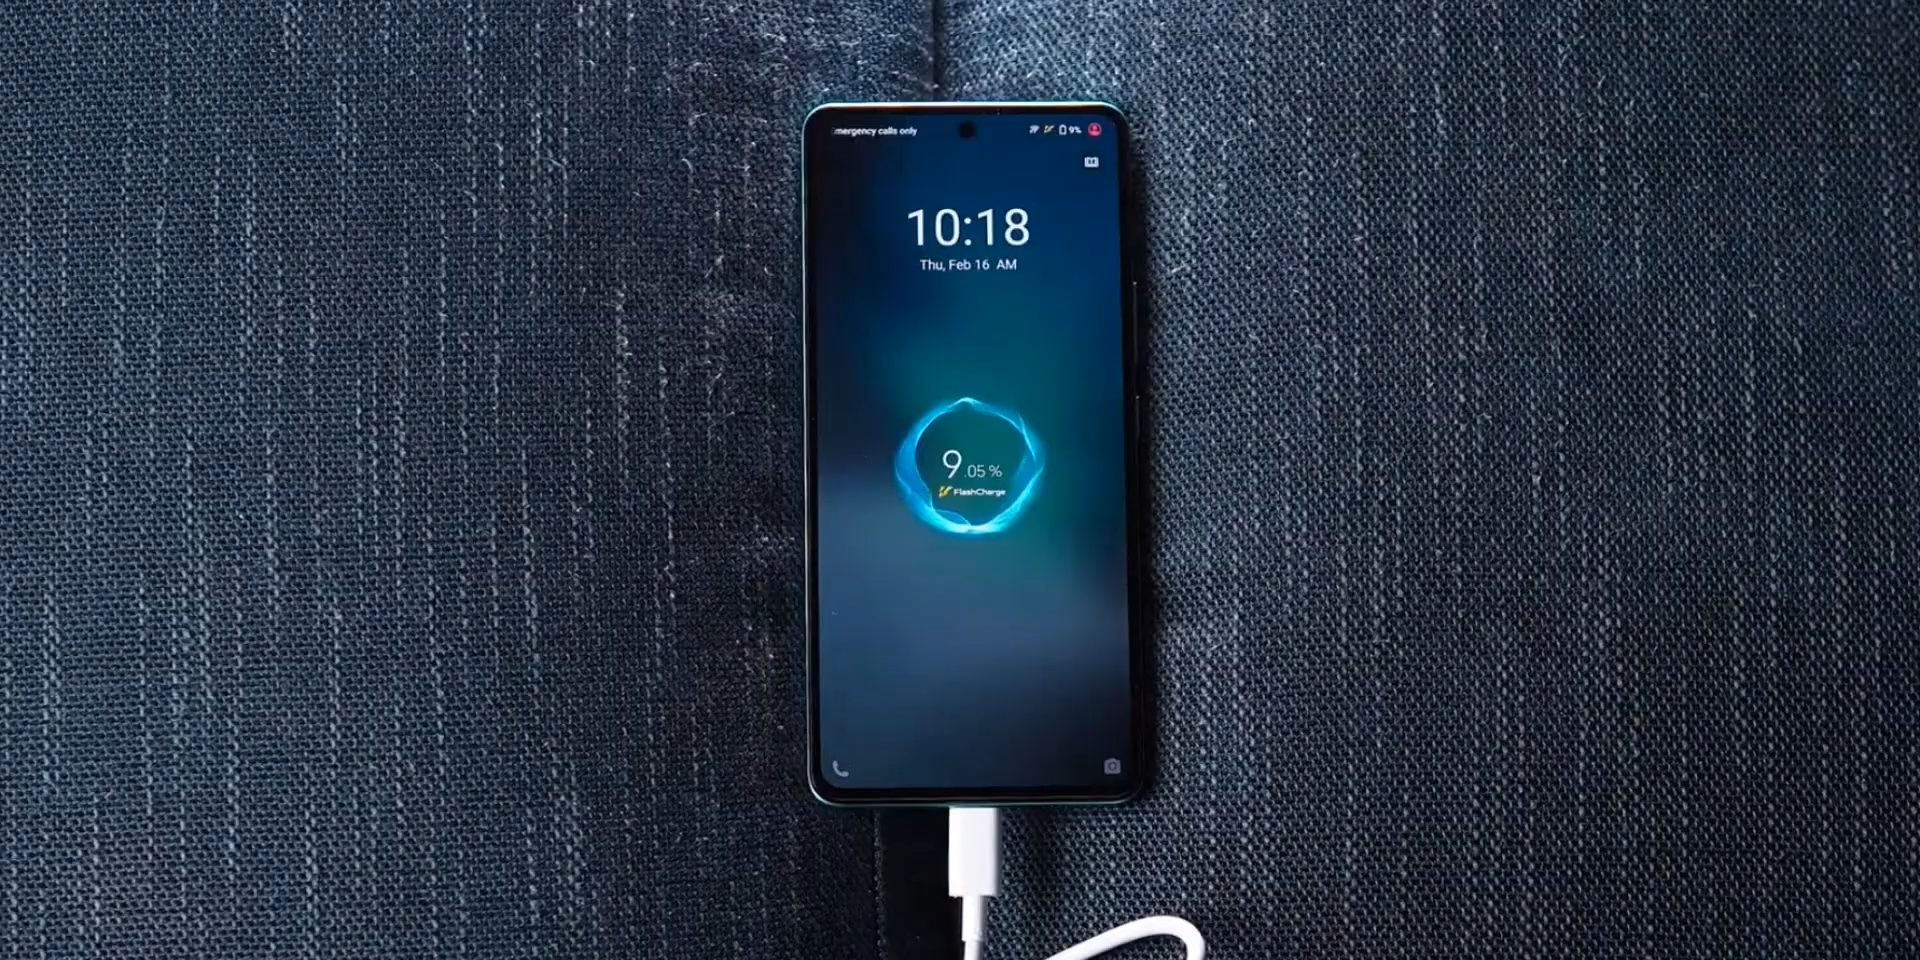 mergency calls only 9%
10:18
Thu, Feb 16 AM
9.05%
FlashCharge